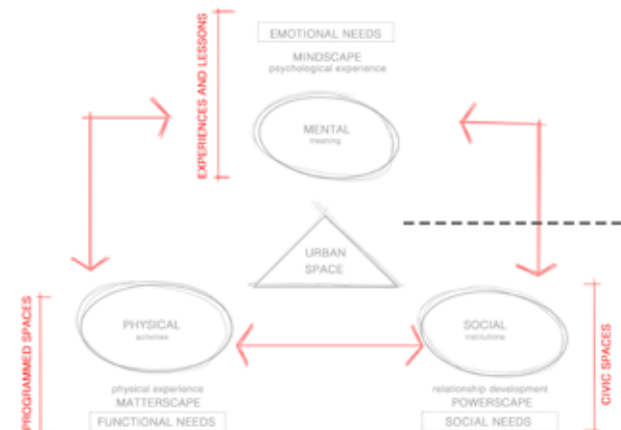 EXPERIENCES AND LESSONS
EMOTIONAL NEEDS
MINDSCAPE
psychological experience
MENTAL
meaning
URBAN
SPACE
PROGRAMMED SPACES
PHYSICAL
activities
physical experience
MATTERSCAPE
FUNCTIONAL NEEDS
SOCIAL
institutions
relationship development
POWERSCAPE
SOCIAL NEEDS
CIVIC SPACES